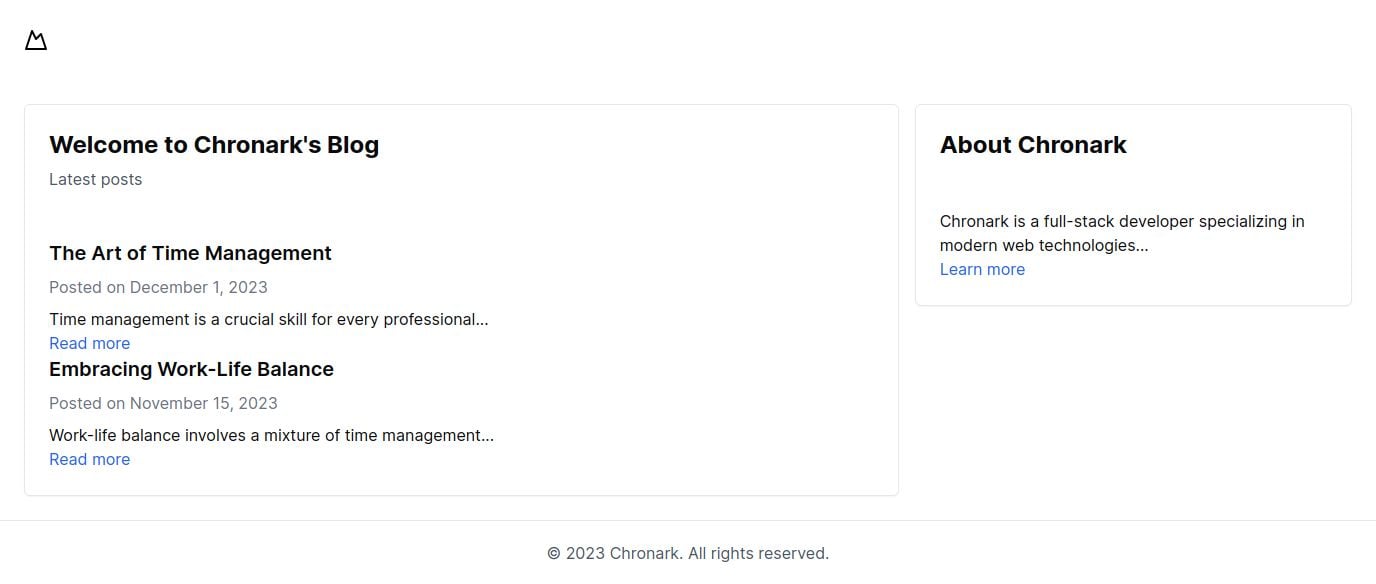 Welcome to Chronark's Blog
Latest posts
The Art of Time Management
Posted on December 1, 2023
Time management is a crucial skill for every professional...
Read more
Embracing Work-Life Balance
Posted on November 15, 2023
Work-life balance involves a mixture of time management...
Read more
About Chronark
Chronark is a full-stack developer specializing in
modern web technologies...
Learn more
© 2023 Chronark. All rights reserved.